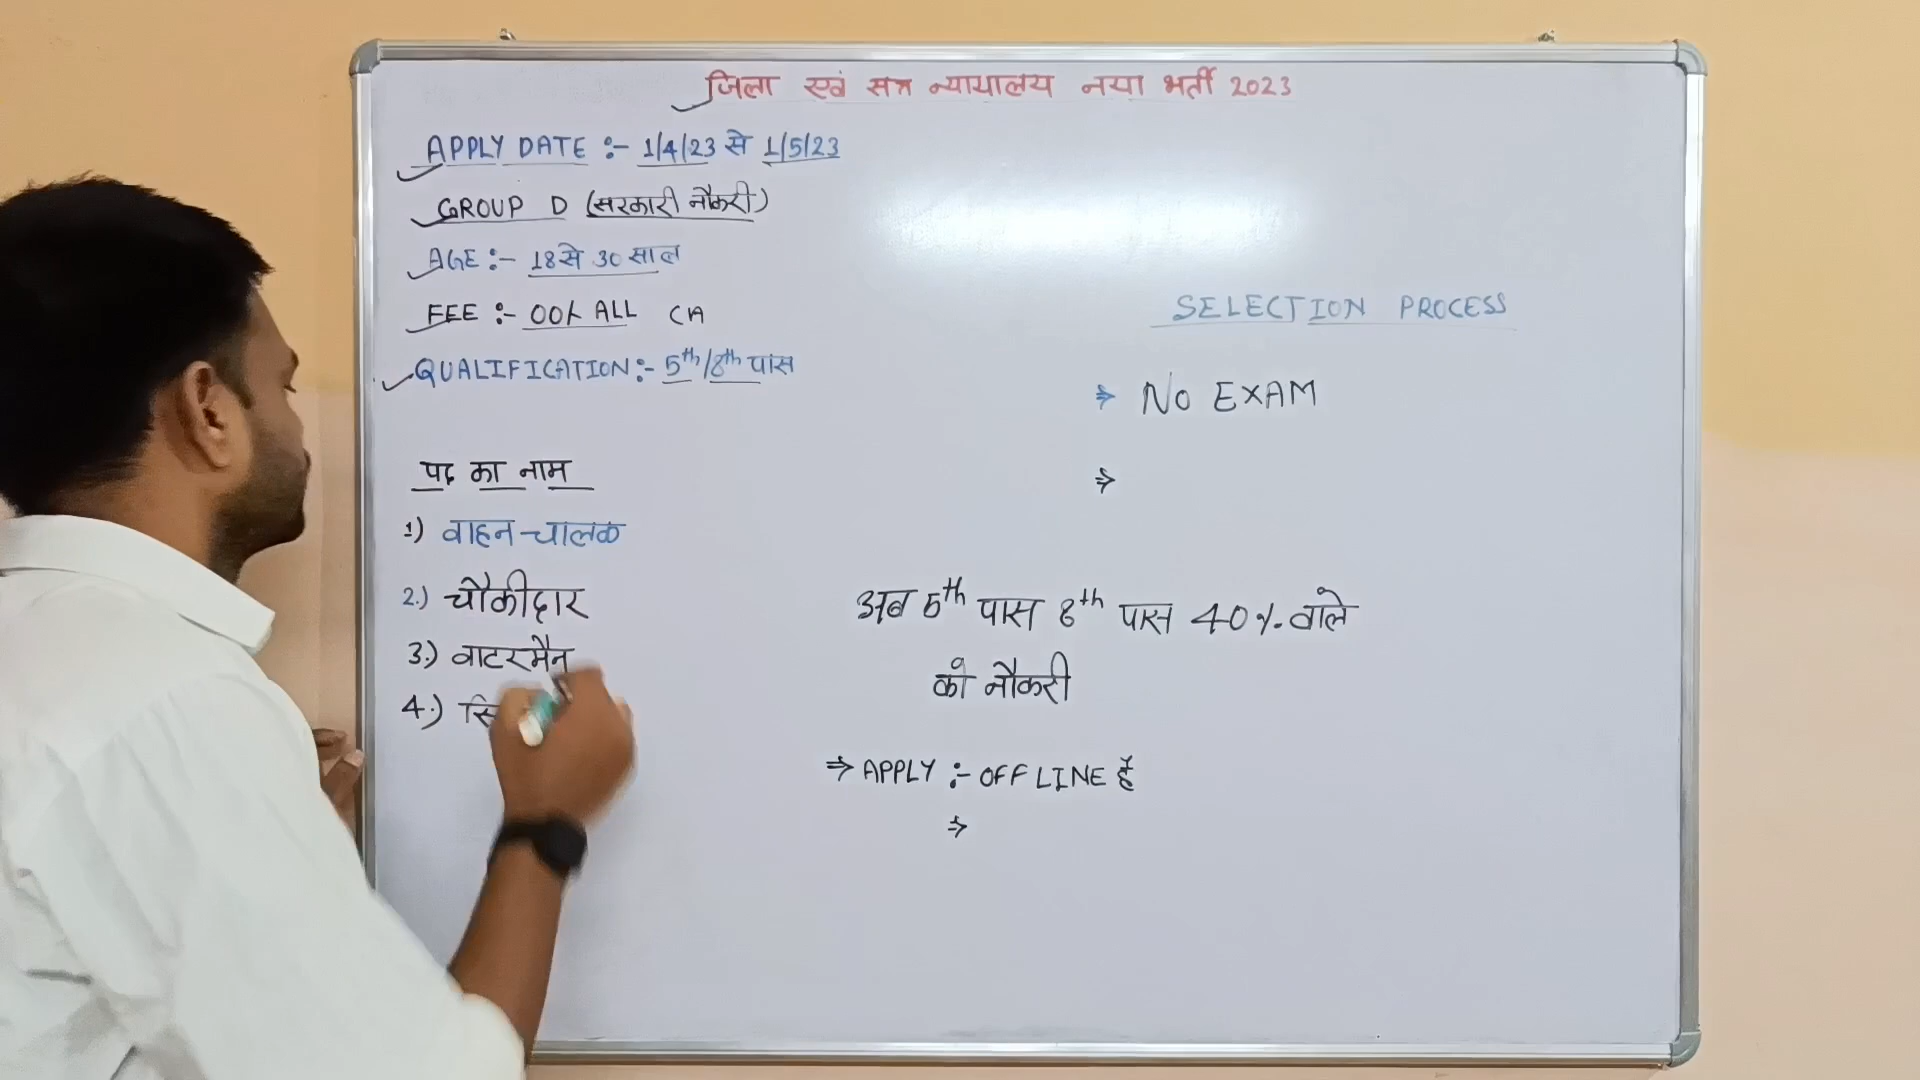 जिला एवं सत्र न्यायालय नया भर्ती 2023
APPLY DATE :- 1/4/23 से 1/5/23
GROUP D (सरकारी नौकरी)
AGE :- 18 से 30 साल
FEE :- 00/- ALL
QUALIFICATION :- 5th/8th पास
पद का नाम
1) वाहन-चालक
2.) चौकीदार
3.) वाटरमैन
4.)
SELECTION PROCESS
⇒ NO EXAM
⇒
अब 5th पास 8th पास 40%. वाले
को नौकरी
⇒ APPLY :- OFFLINE है
⇒